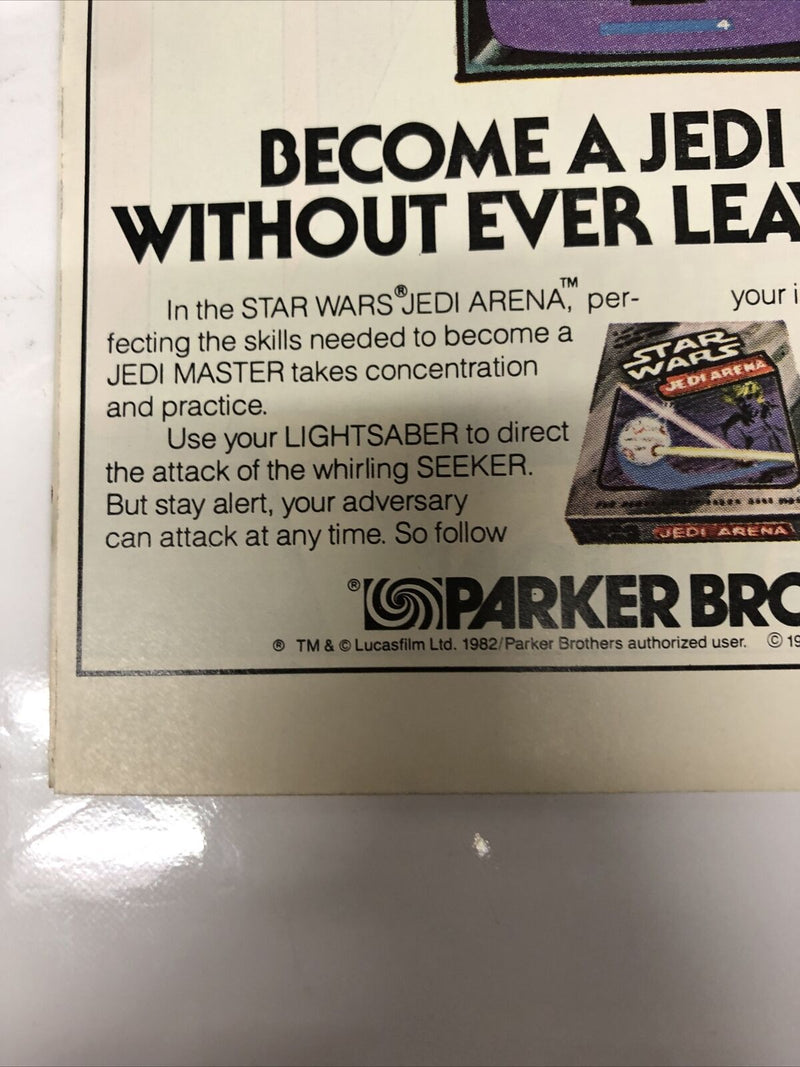 4
BECOME A JEDI
WITHOUT EVER LEA
In the STAR WARS® JEDI ARENA,™ per-
fecting the skills needed to become a
JEDI MASTER takes concentration
and practice.
Use your LIGHTSABER to direct
the attack of the whirling SEEKER.
But stay alert, your adversary
can attack at any time. So follow
your i
STAR
WARS
JEDI ARENA
JEDI ARENA
® PARKER BRO
® TM & © Lucasfilm Ltd. 1982/Parker Brothers authorized user. © 19